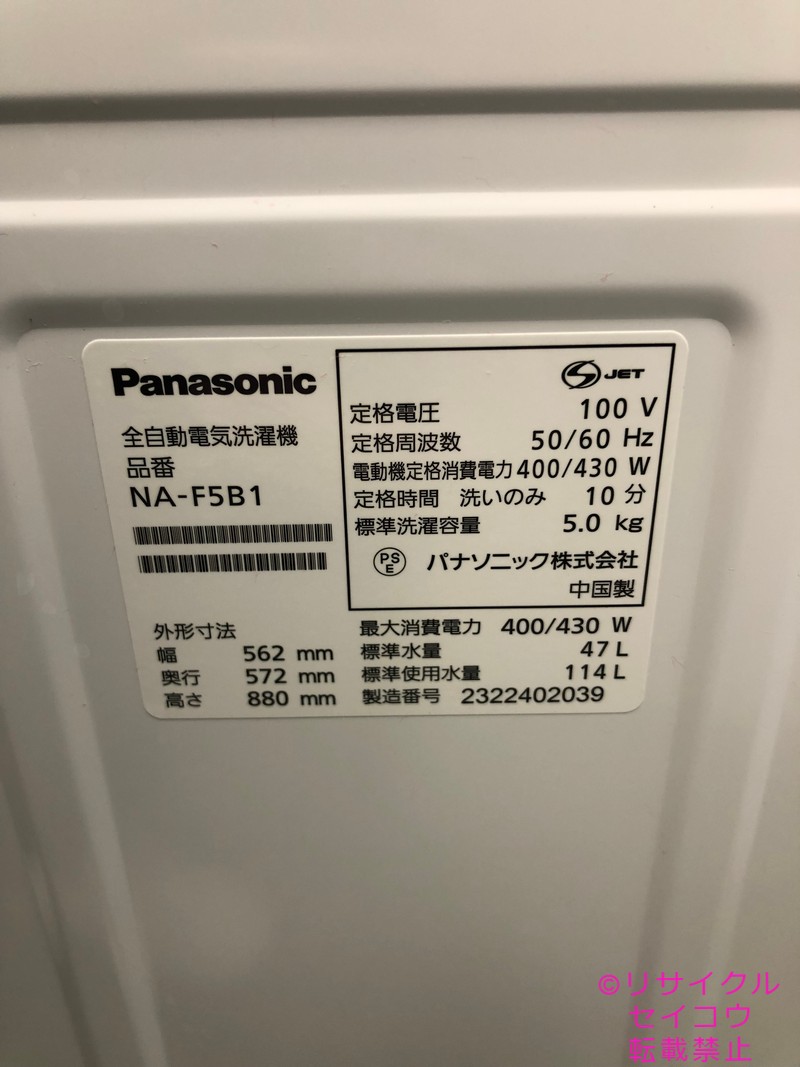 Panasonic
全自動電気洗濯機
品番
NA-F5B1
JET
定格電圧 100 V
定格周波数 50/60 Hz
電動機定格消費電力 400/430 W
定格時間 洗いのみ 10 分
標準洗濯容量 5.0 kg
PS E パナソニック株式会社
中国製
外形寸法
幅 562 mm
奥行 572 mm
高さ 880 mm
最大消費電力 400/430 W
標準水量 47 L
標準使用水量 114 L
製造番号 2322402039
©リサイクル
セイコウ
転載禁止